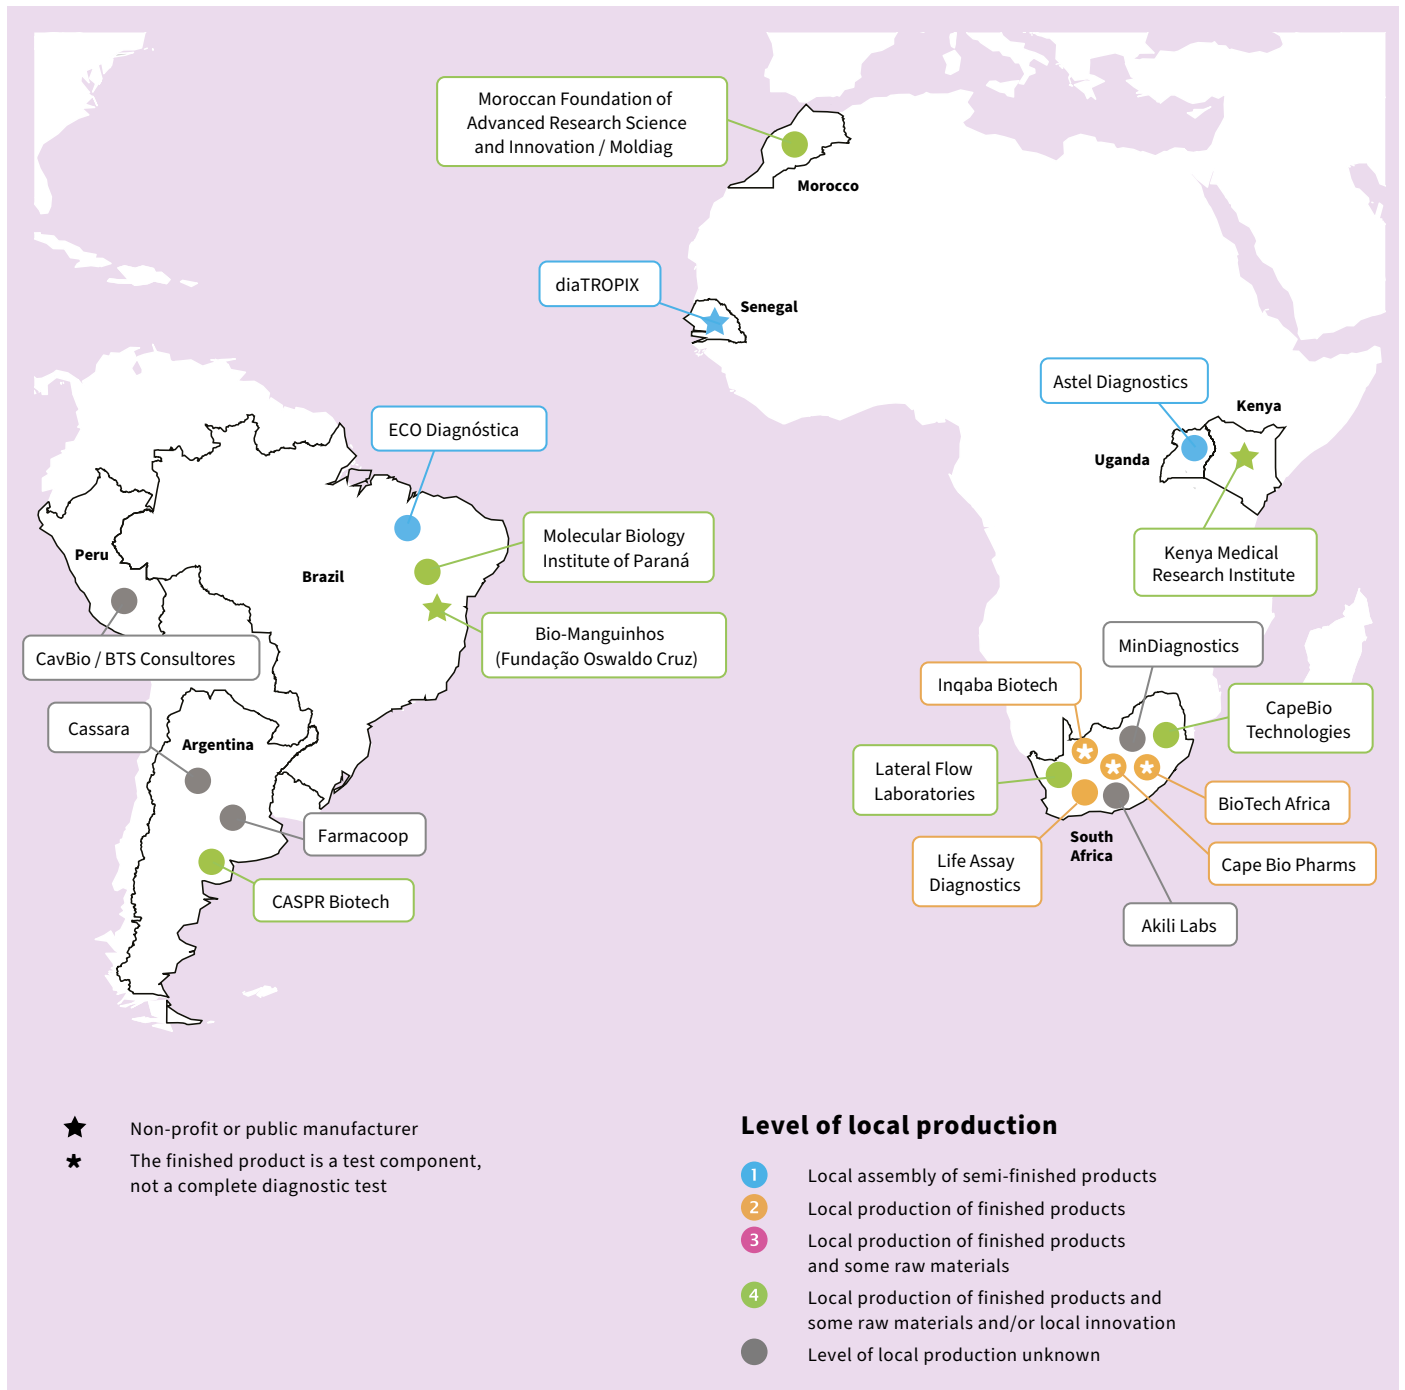 Moroccan Foundation of
Advanced Research Science
and Innovation / Moldiag
Morocco
diaTROPIX
Senegal
Astel Diagnostics
Kenya
Uganda
Kenya Medical
Research Institute
ECO Diagnóstica
Molecular Biology
Institute of Paraná
Peru
Brazil
Bio-Manguinhos
(Fundação Oswaldo Cruz)
CavBio / BTS Consultores
Cassara
Argentina
Farmacoop
CASPR Biotech
MinDiagnostics
Inqaba Biotech
CapeBio
Technologies
Lateral Flow
Laboratories
BioTech Africa
South
Africa
Life Assay
Diagnostics
Cape Bio Pharms
Akili Labs
Non-profit or public manufacturer
The finished product is a test component,
not a complete diagnostic test
Level of local production
1 Local assembly of semi-finished products
2 Local production of finished products
3 Local production of finished products
and some raw materials
4 Local production of finished products and
some raw materials and/or local innovation
Level of local production unknown